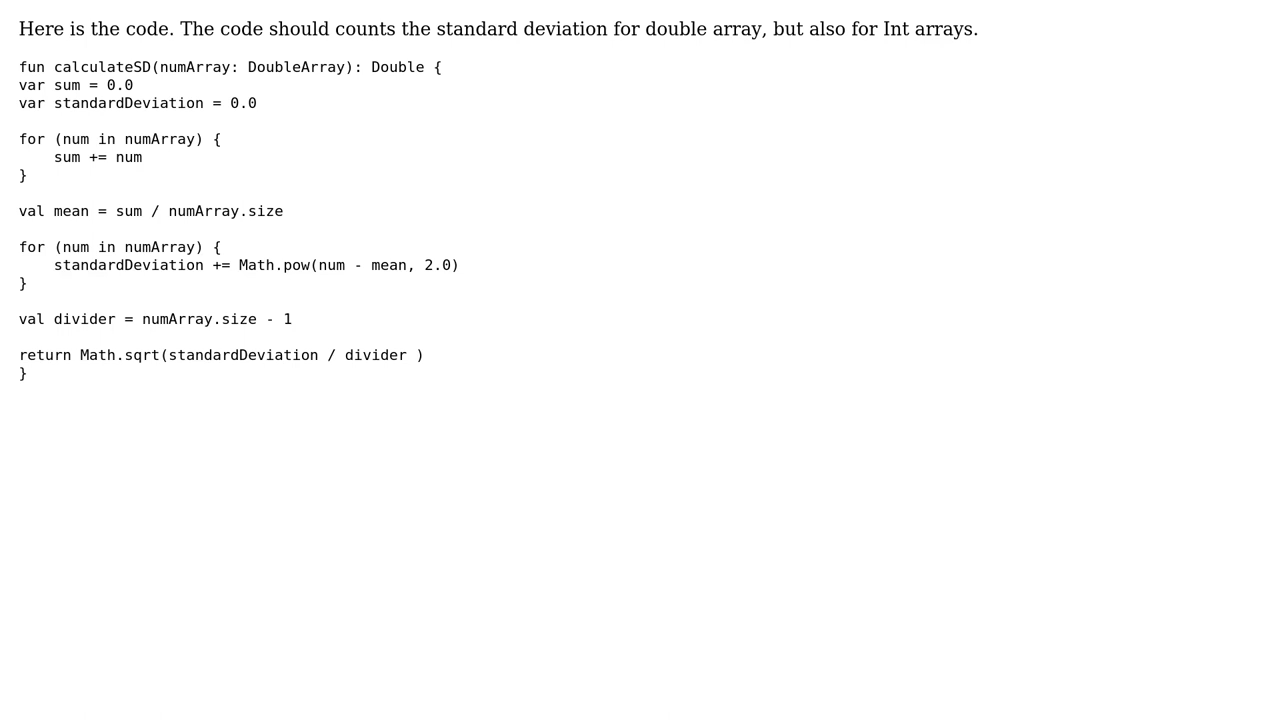 Here is the code. The code should counts the standard deviation for double array, but also for Int arrays.
fun calculateSD(numArray: DoubleArray): Double {
var sum = 0.0
var standardDeviation = 0.0
for (num in numArray) {
    sum += num
}
val mean = sum / numArray.size
for (num in numArray) {
    standardDeviation += Math.pow(num - mean, 2.0)
}
val divider = numArray.size - 1
return Math.sqrt(standardDeviation / divider )
}